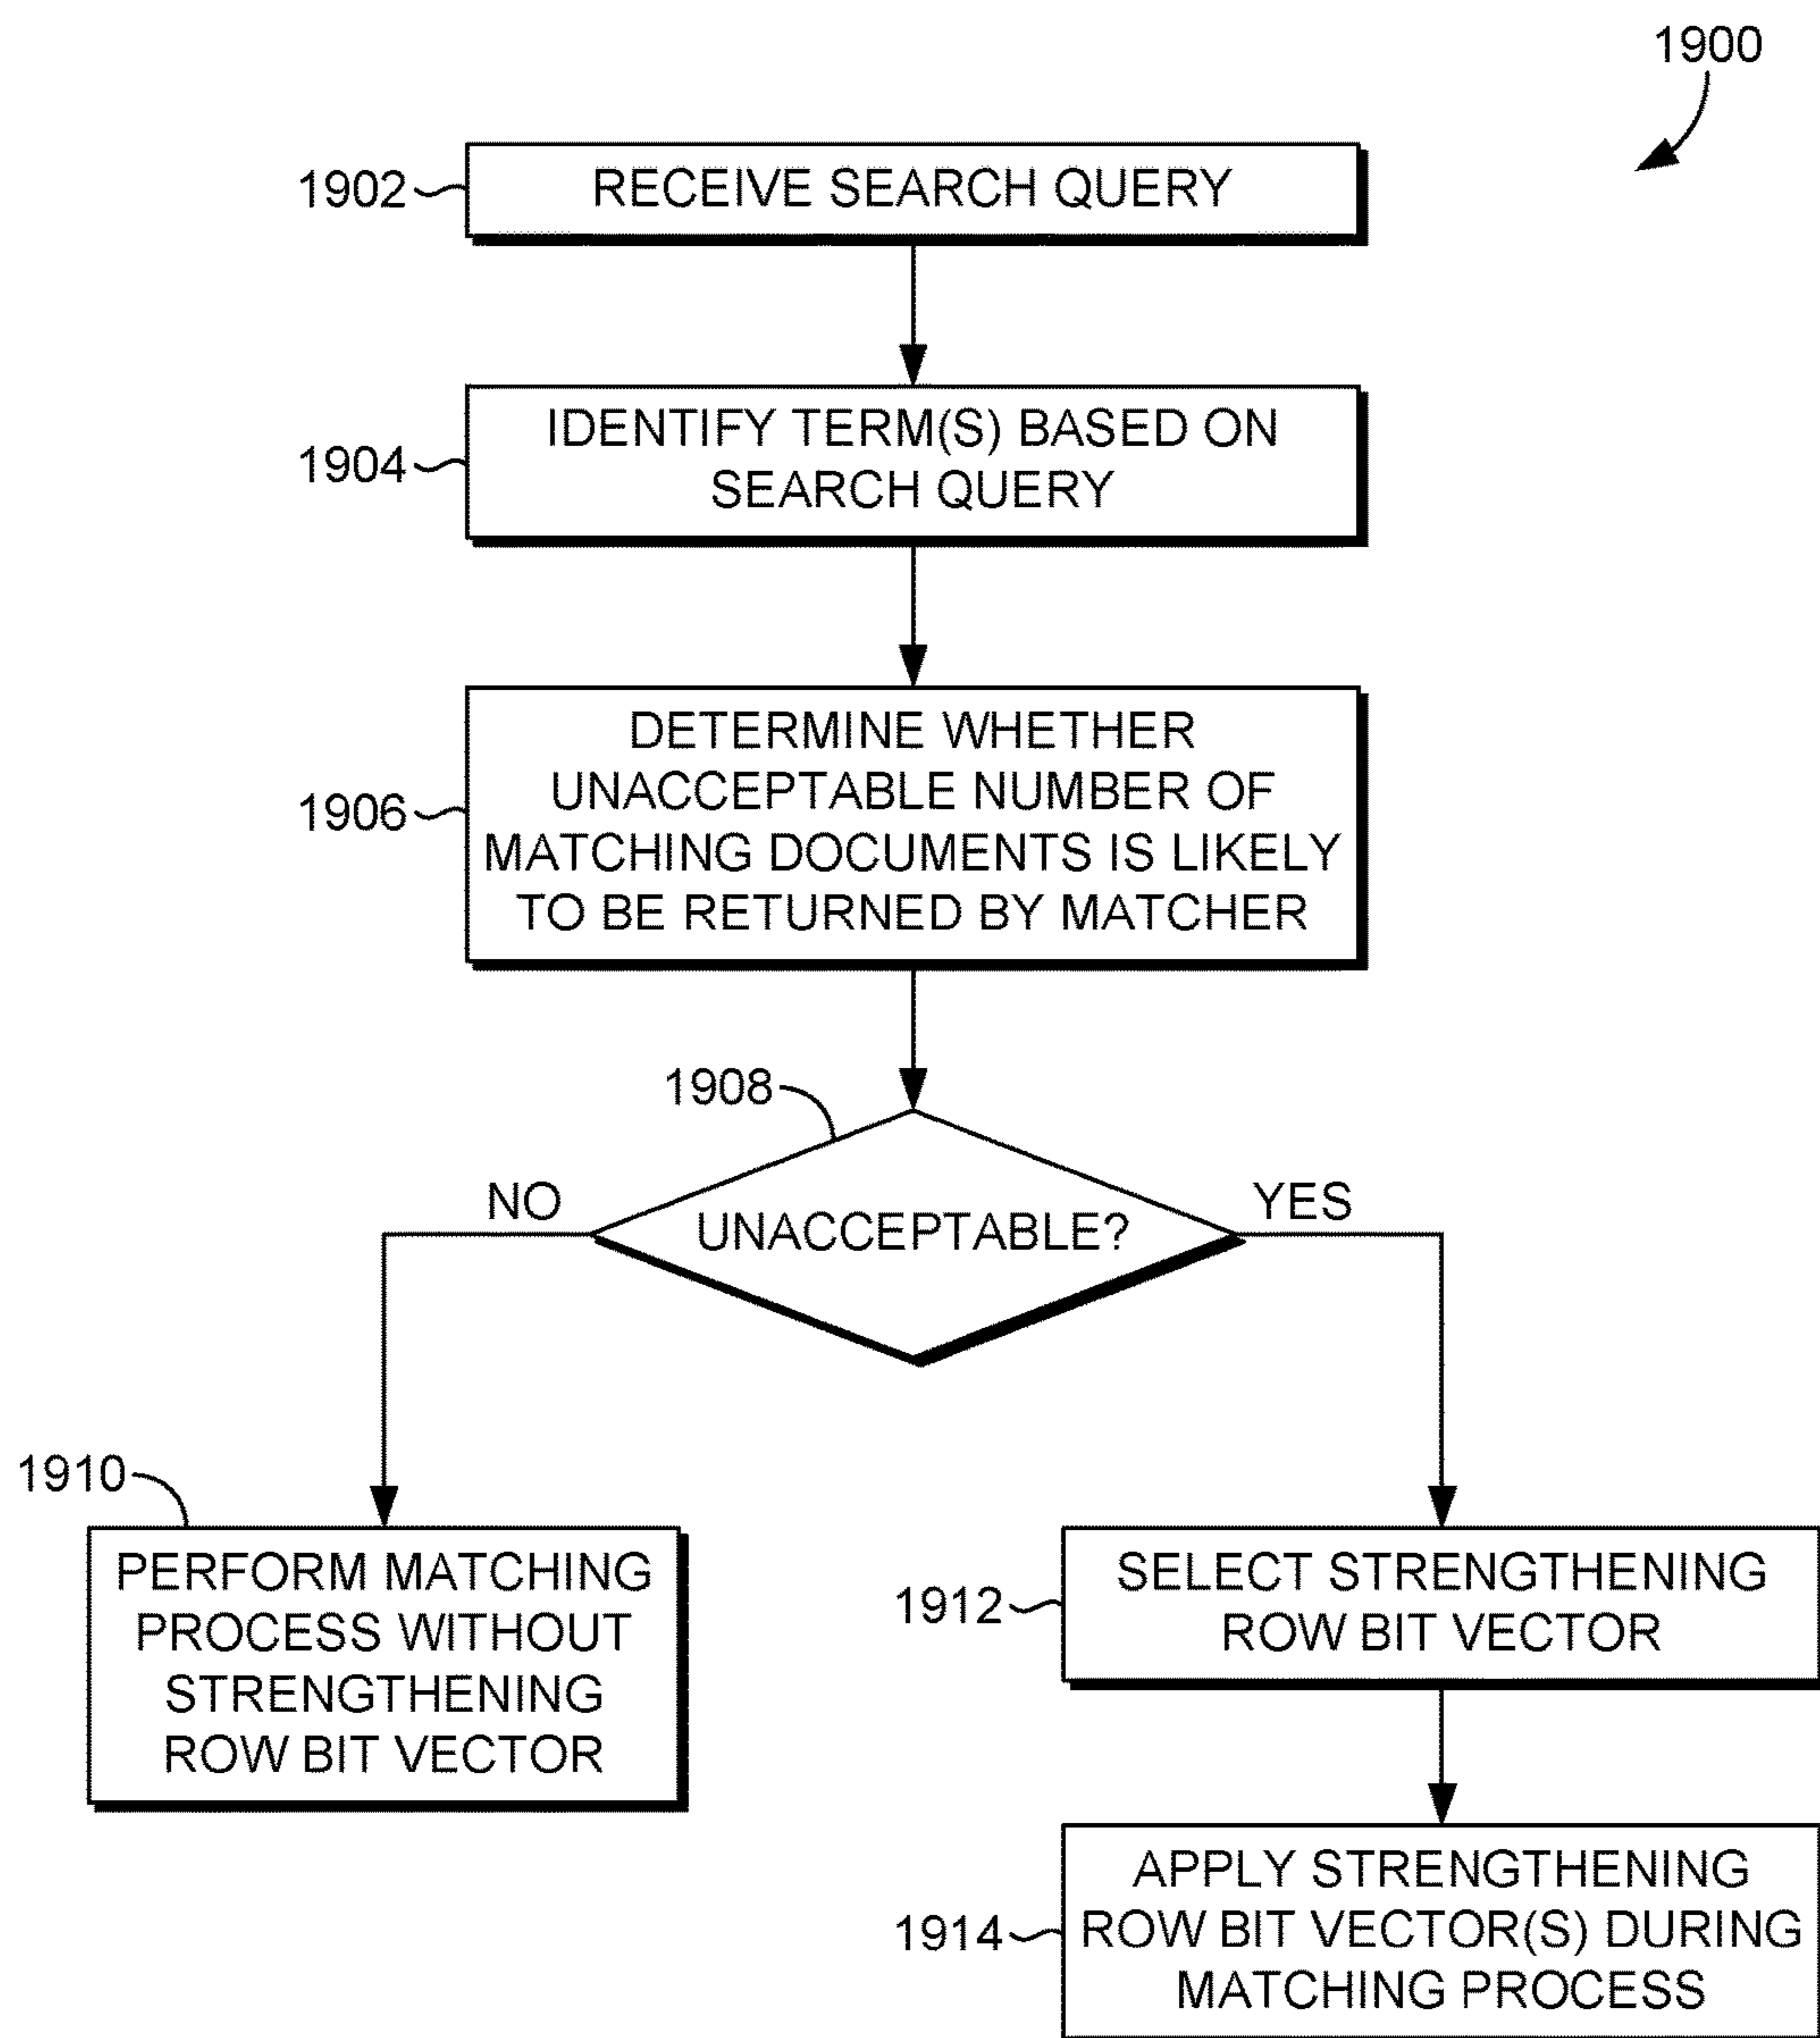 1900
1902
RECEIVE SEARCH QUERY
1904
IDENTIFY TERM(S) BASED ON
SEARCH QUERY
1906
DETERMINE WHETHER
UNACCEPTABLE NUMBER OF
MATCHING DOCUMENTS IS LIKELY
TO BE RETURNED BY MATCHER
1908
NO
UNACCEPTABLE?
YES
1910
PERFORM MATCHING
PROCESS WITHOUT
STRENGTHENING
ROW BIT VECTOR
1912
SELECT STRENGTHENING
ROW BIT VECTOR
1914
APPLY STRENGTHENING
ROW BIT VECTOR(S) DURING
MATCHING PROCESS